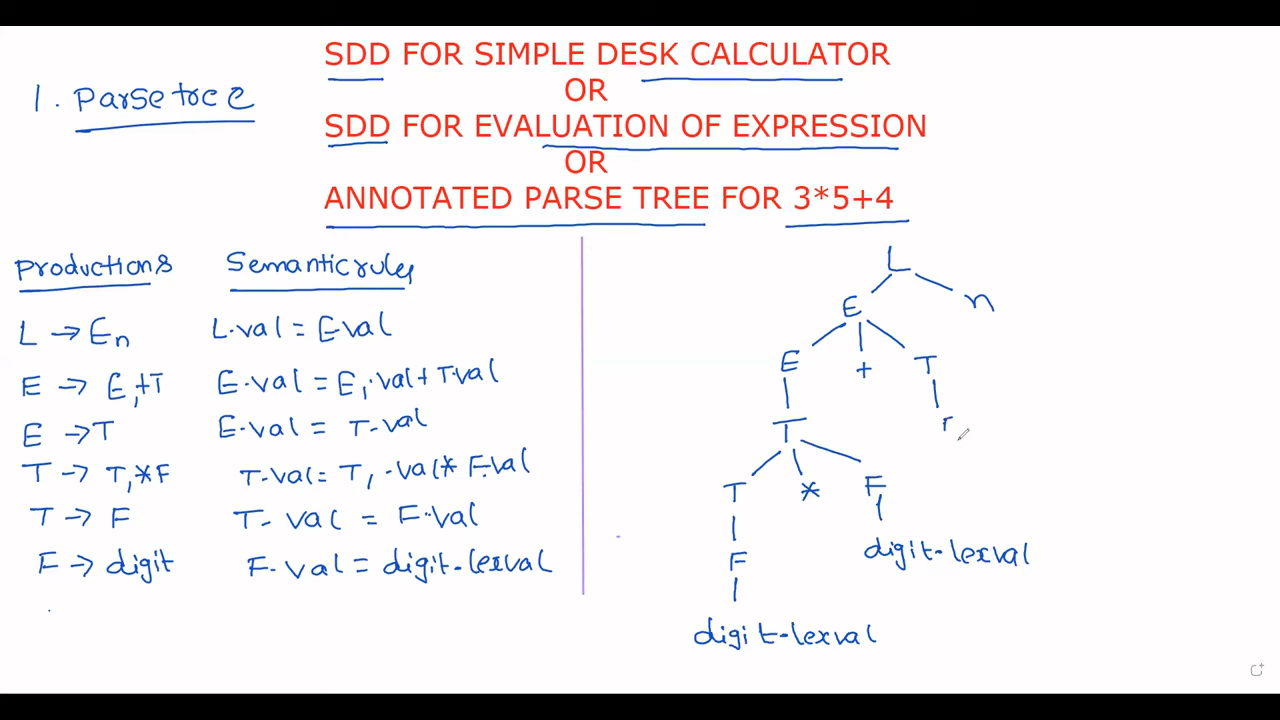 SDD FOR SIMPLE DESK CALCULATOR
OR
SDD FOR EVALUATION OF EXPRESSION
OR
ANNOTATED PARSE TREE FOR 3*5+4
1. Parse tree
Productions Semantic rules
L → En L.val = E.val
E → E1+T E.val = E1.val + T.val
E → T E.val = T.val
T → T1*F T.val = T1.val * F.val
T → F T.val = F.val
F → digit F.val = digit.lexval
L
E n
E + T
T
T * F
F digit.lexval
digit.lexval